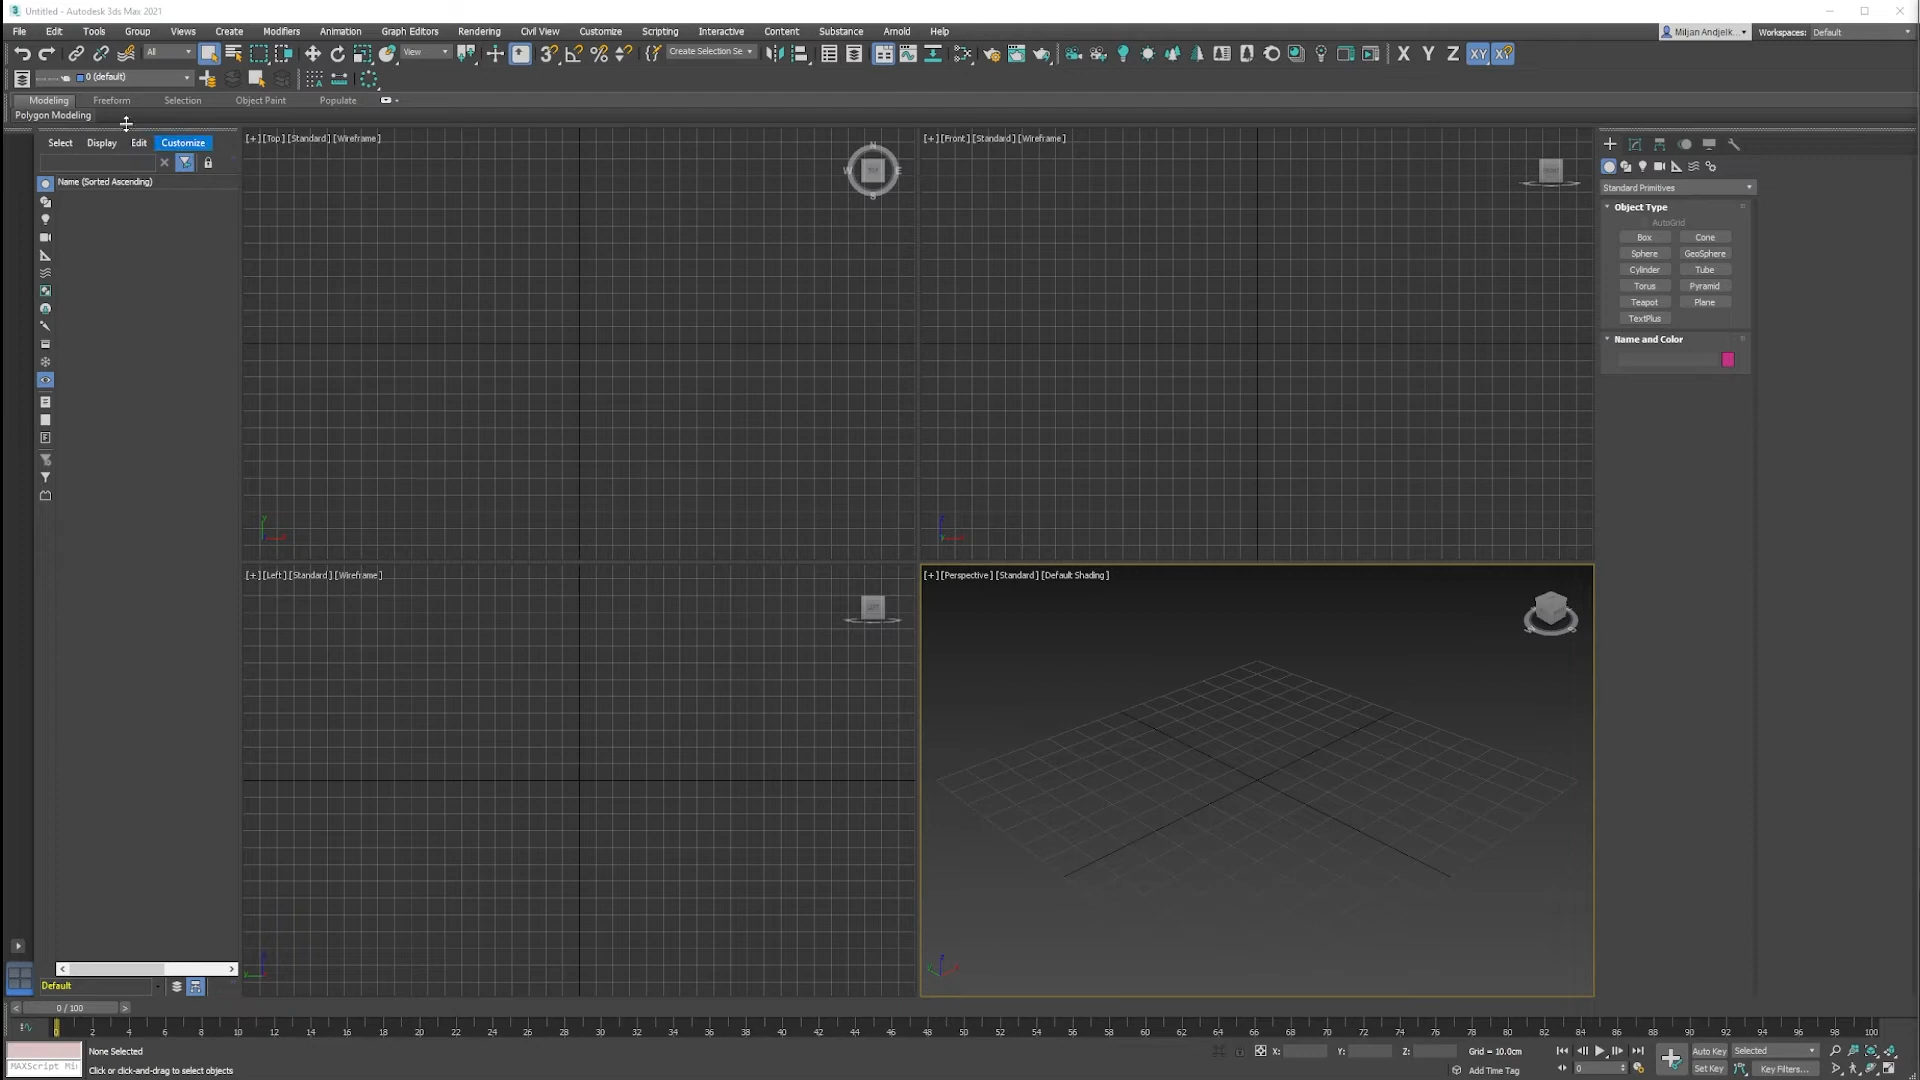 Untitled - Autodesk 3ds Max 2021
File Edit Tools Group Views Create Modifiers Animation Graph Editors Rendering Civil View Customize Scripting Interactive Content Substance Arnold Help
Miljan Andjelk... Workspaces: Default
All View Create Selection Se X Y Z XY
0 (default)
Modeling Freeform Selection Object Paint Populate
Polygon Modeling
Select Display Edit Customize
Name (Sorted Ascending)
[+] [Top] [Standard] [Wireframe]
N
W TOP E
S
[+] [Front] [Standard] [Wireframe]
FRONT
Standard Primitives
Object Type
AutoGrid
Box Cone
Sphere GeoSphere
Cylinder Tube
Torus Pyramid
Teapot Plane
TextPlus
Name and Color
[+] [Left] [Standard] [Wireframe]
LEFT
[+] [Perspective] [Standard] [Default Shading]
Default
< 0 / 100 >
0 2 4 6 8 10 12 14 16 18 20 22 24 26 28 30 32 34 36 38 40 42 44 46 48 50 52 54 56 58 60 62 64 66 68 70 72 74 76 78 80 82 84 86 88 90 92 94 96 98 100
None Selected
X: Y: Z: Grid = 10.0cm
Auto Key Selected
MAXScript Mi
Click or click-and-drag to select objects
Add Time Tag
0
Set Key Key Filters...